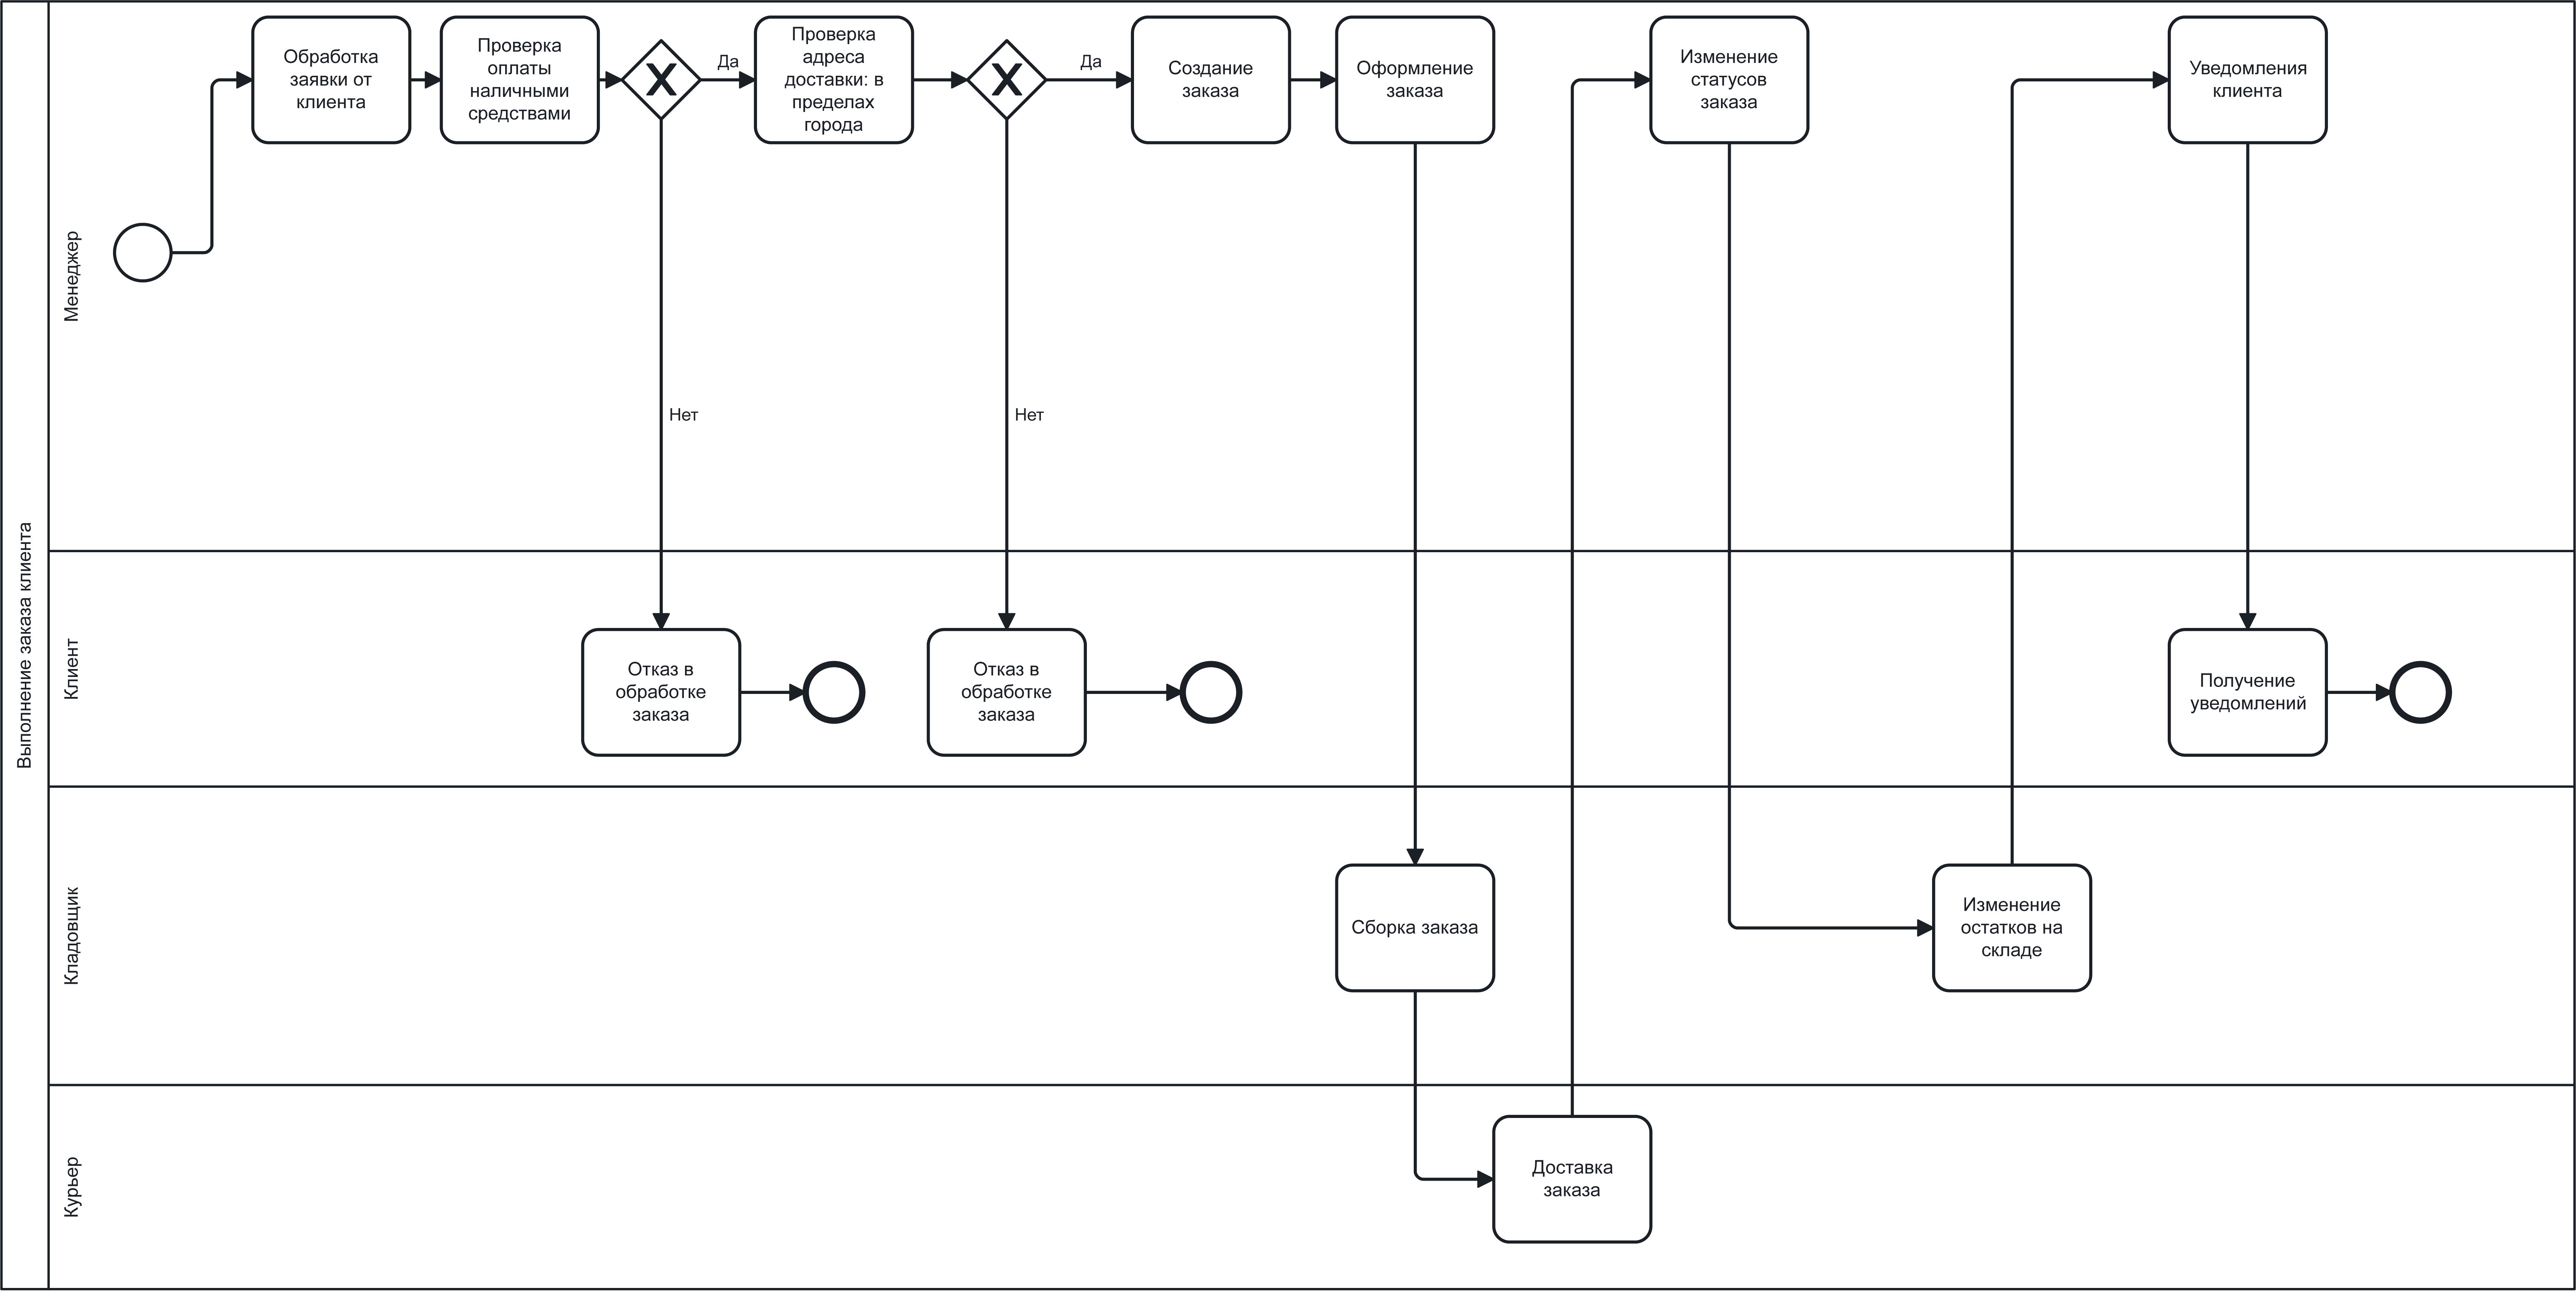 Выполнение заказа клиента
Менеджер
Обработка
заявки от
клиента
Проверка
оплаты
наличными
средствами
X
Да
Нет
Проверка
адреса
доставки: в
пределах
города
X
Да
Нет
Создание
заказа
Оформление
заказа
Изменение
статусов
заказа
Уведомления
клиента
Клиент
Отказ в
обработке
заказа
Отказ в
обработке
заказа
Получение
уведомлений
Кладовщик
Сборка заказа
Изменение
остатков на
складе
Курьер
Доставка
заказа